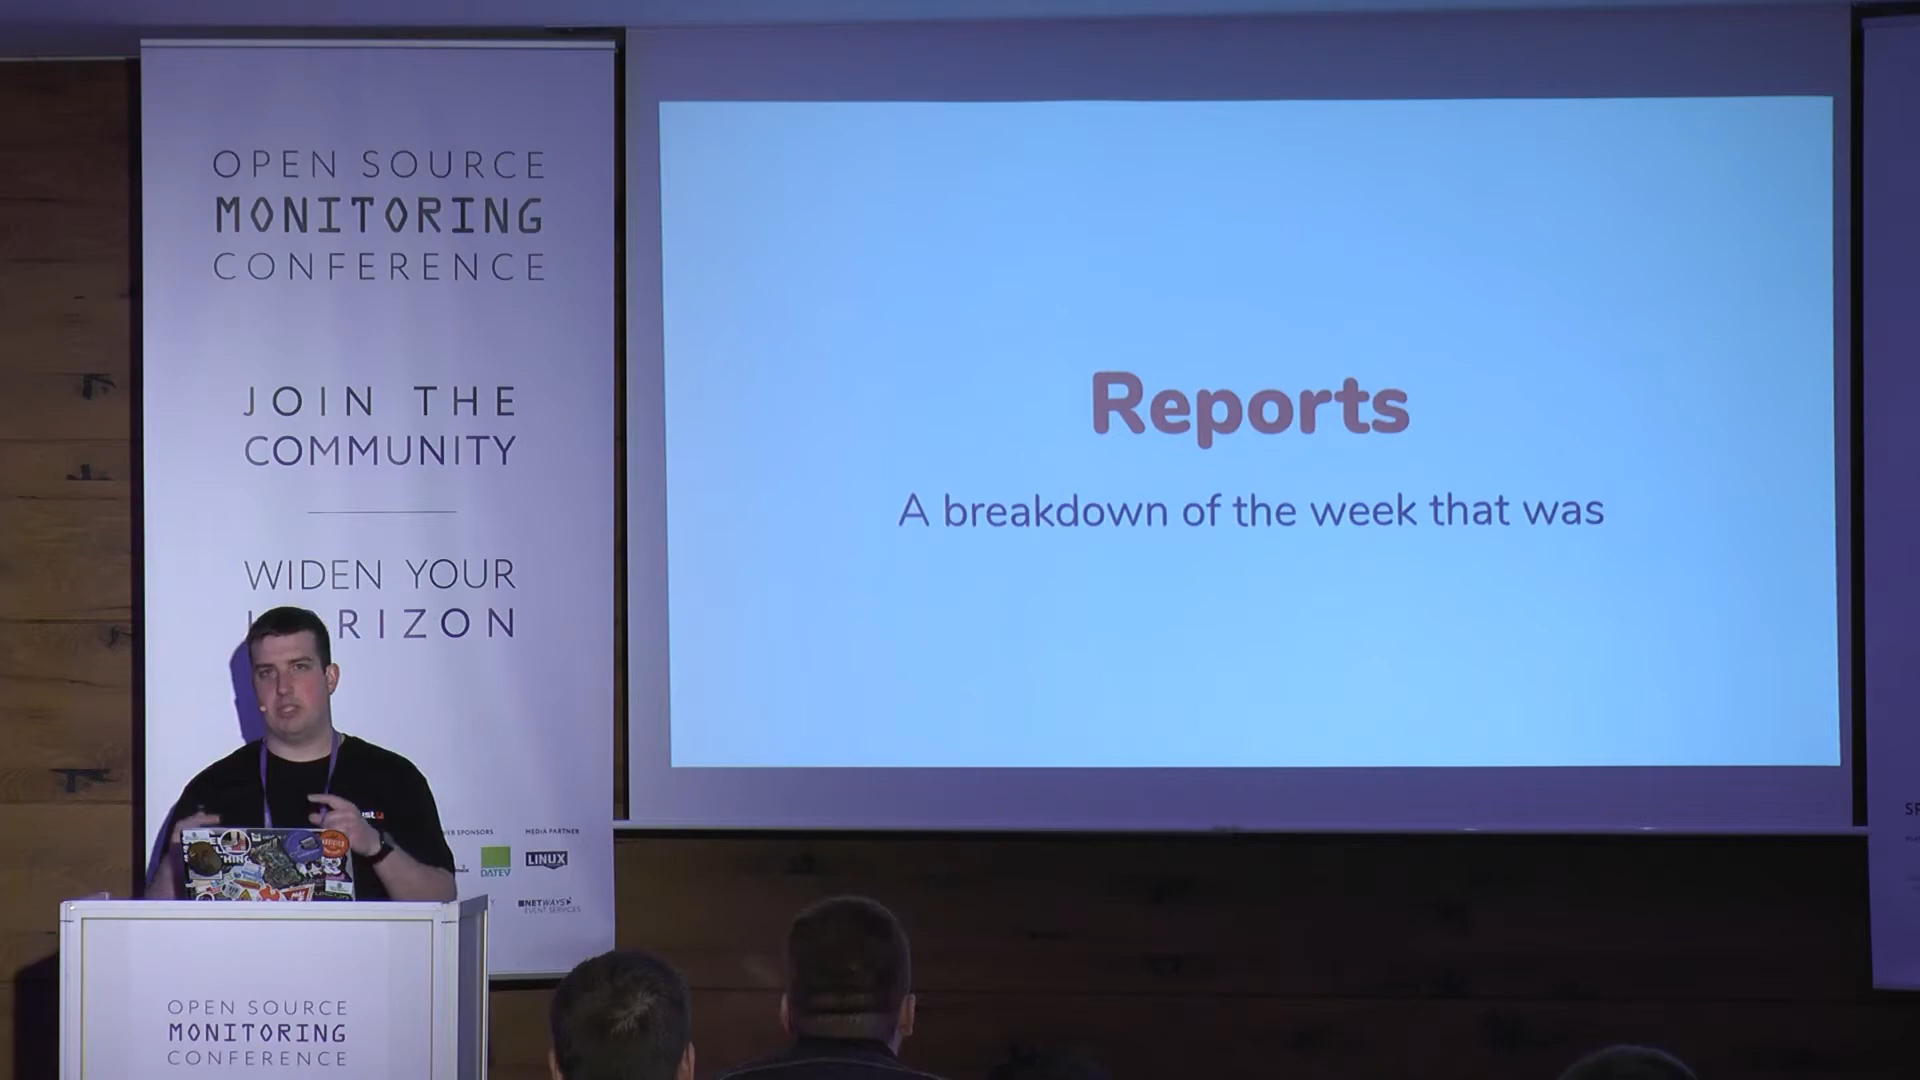 OPEN SOURCE
MONITORING
CONFERENCE
JOIN THE
COMMUNITY
WIDEN YOUR
RIZON
SPONSORS
MEDIA PARTNER
DATEV
LINUX
NETWAYS
EVENT SERVICES
Reports
A breakdown of the week that was
OPEN SOURCE
MONITORING
CONFERENCE